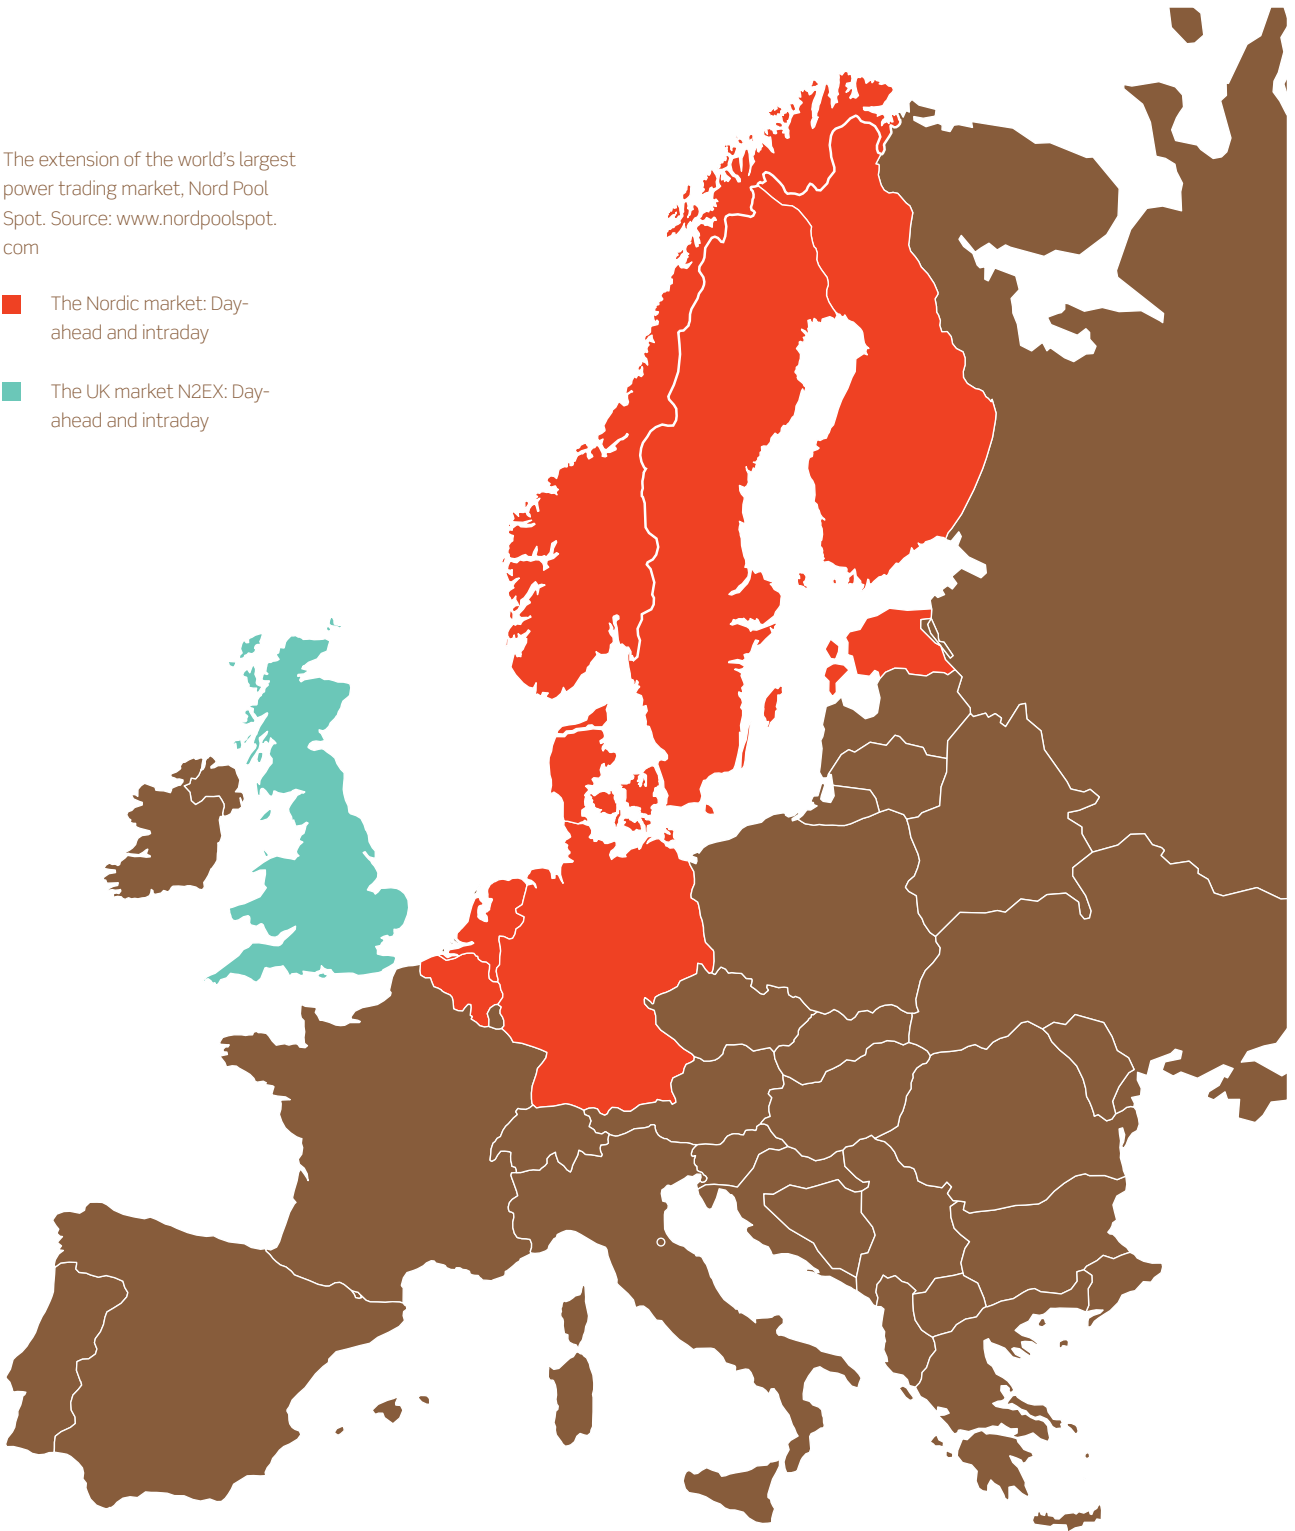 The extension of the world’s largest
power trading market, Nord Pool
Spot. Source: www.nordpoolspot.
com
The Nordic market: Day-
ahead and intraday
The UK market N2EX: Day-
ahead and intraday